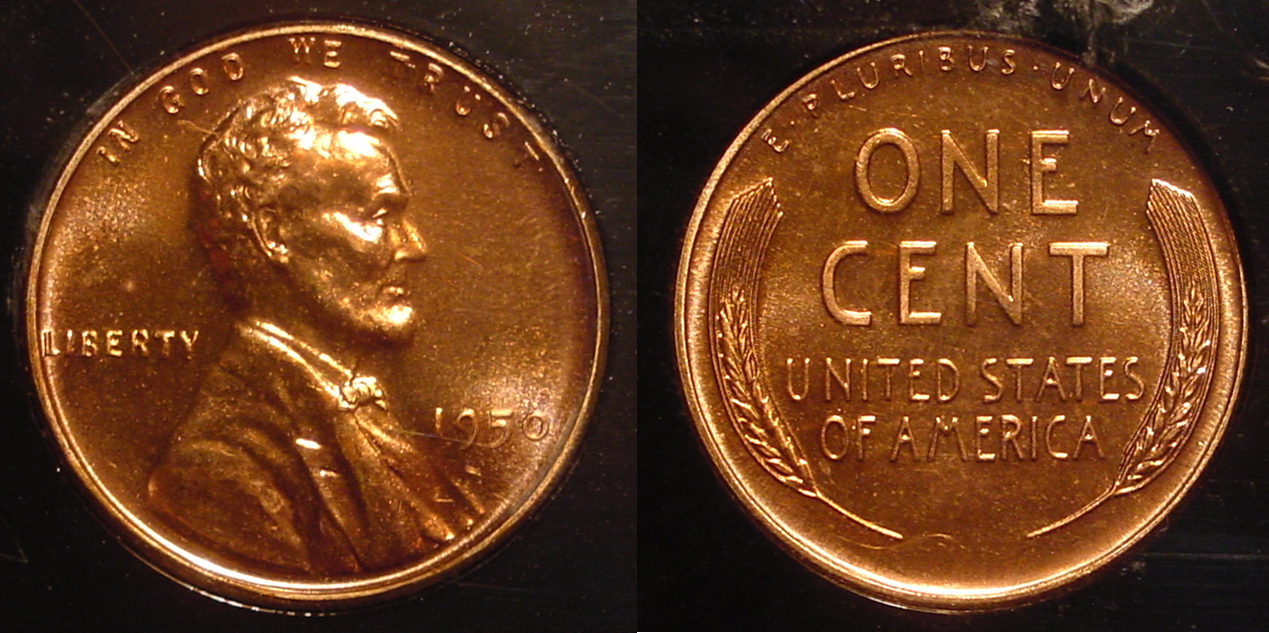 IN GOD WE TRUST
LIBERTY
1950
E·PLURIBUS·UNUM
ONE
CENT
UNITED STATES
OF AMERICA